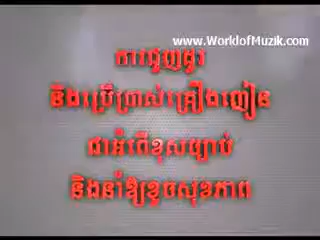 www.WorldofMuzik.com
ការជួញដូរ
និងប្រើប្រាស់គ្រឿងញៀន
ជាអំពើខុសច្បាប់
និងនាំឱ្យខូចសុខភាព